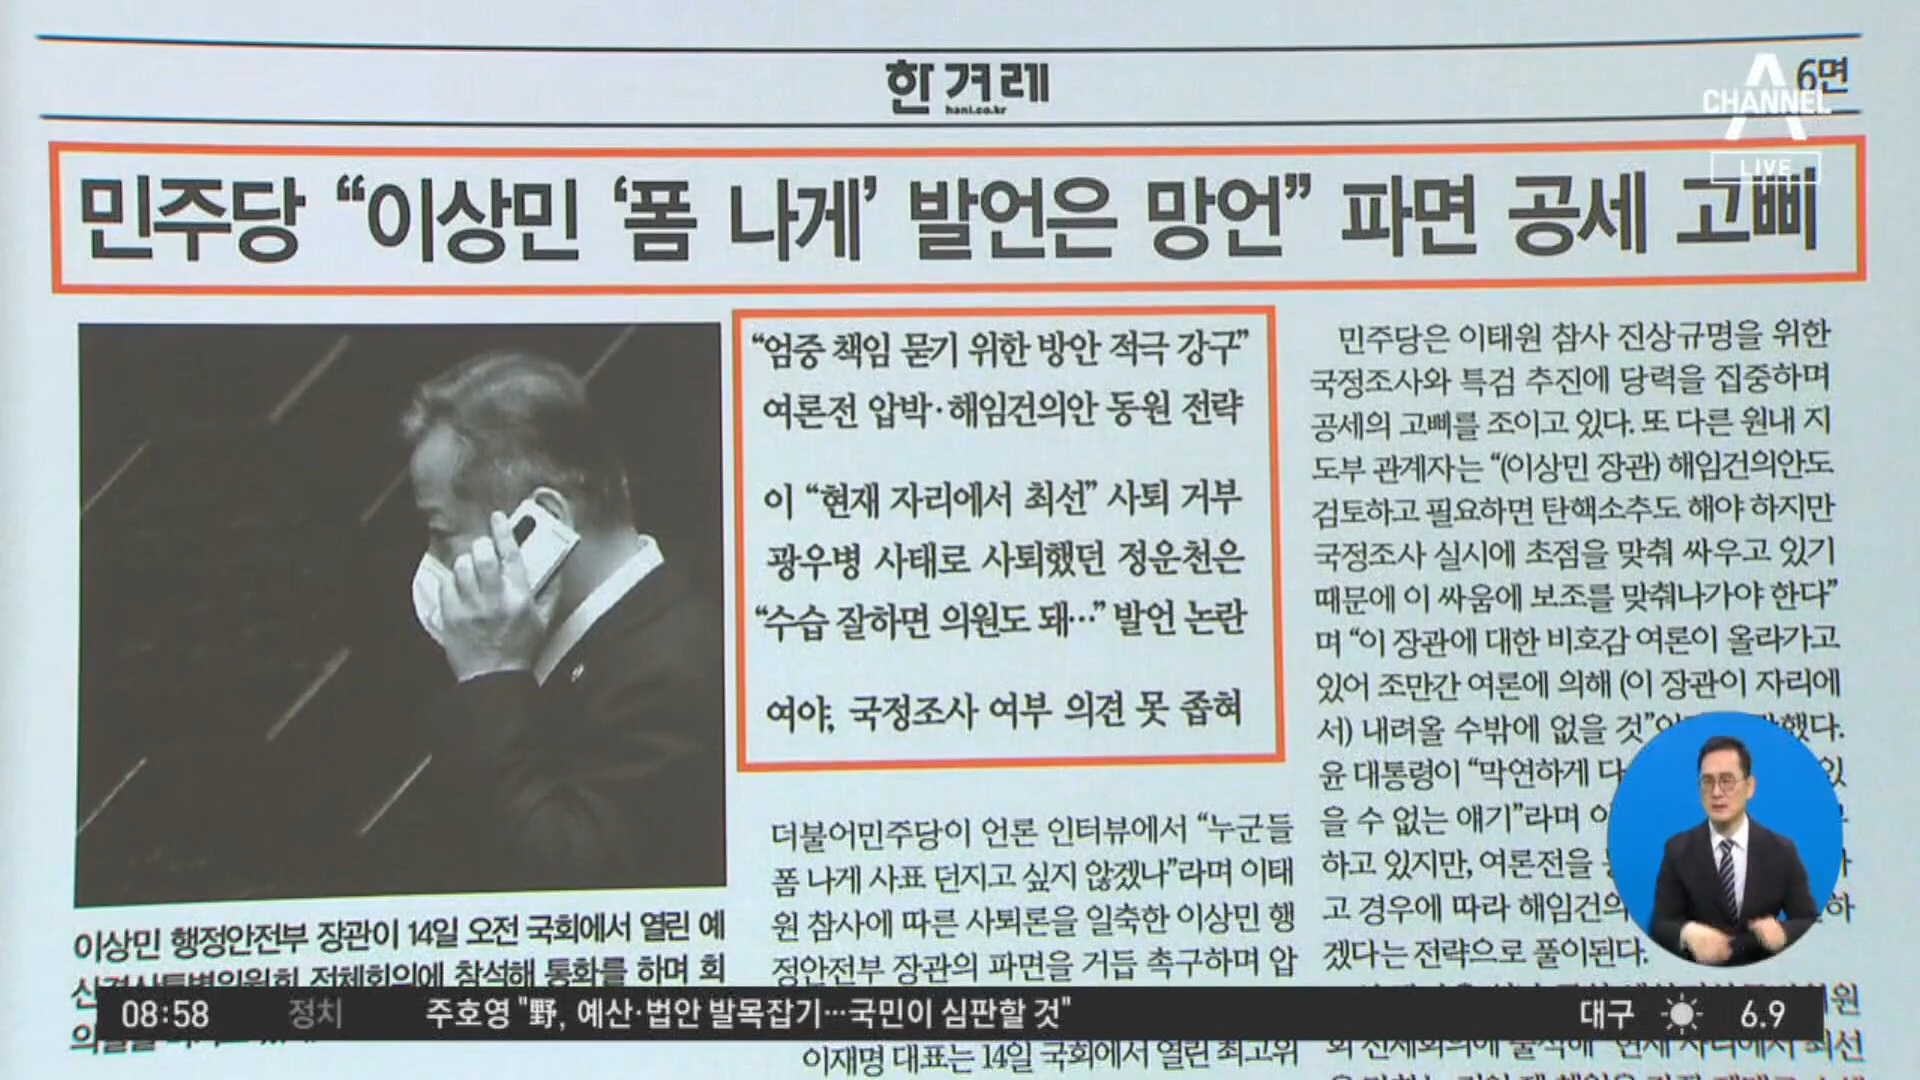 한겨레
hani.co.kr
6면
CHANNEL A
LIVE
민주당 “이상민 ‘폼 나게’ 발언은 망언” 파면 공세 고삐
“엄중 책임 묻기 위한 방안 적극 강구”
여론전 압박·해임건의안 동원 전략
이 “현재 자리에서 최선” 사퇴 거부
광우병 사태로 사퇴했던 정운천은
“수습 잘하면 의원도 돼…” 발언 논란
여야, 국정조사 여부 의견 못 좁혀
이상민 행정안전부 장관이 14일 오전 국회에서 열린 예
산결산특별위원회 전체회의에 참석해 통화를 하며 회
더불어민주당이 언론 인터뷰에서 “누군들
폼 나게 사표 던지고 싶지 않겠나”라며 이태
원 참사에 따른 사퇴론을 일축한 이상민 행
정안전부 장관의 파면을 거듭 촉구하며 압
이재명 대표는 14일 국회에서 열린 최고위
민주당은 이태원 참사 진상규명을 위한
국정조사와 특검 추진에 당력을 집중하며
공세의 고삐를 조이고 있다. 또 다른 원내 지
도부 관계자는 “(이상민 장관) 해임건의안도
검토하고 필요하면 탄핵소추도 해야 하지만
국정조사 실시에 초점을 맞춰 싸우고 있기
때문에 이 싸움에 보조를 맞춰나가야 한다”
며 “이 장관에 대한 비호감 여론이 올라가고
있어 조만간 여론에 의해 (이 장관이 자리에
서) 내려올 수밖에 없을 것”
윤 대통령이 “막연하게 다
을 수 없는 얘기”라며
하고 있지만, 여론전을
고 경우에 따라 해임건의
겠다는 전략으로 풀이된다.
08:58 정치 주호영 "野, 예산·법안 발목잡기…국민이 심판할 것" 대구 6.9